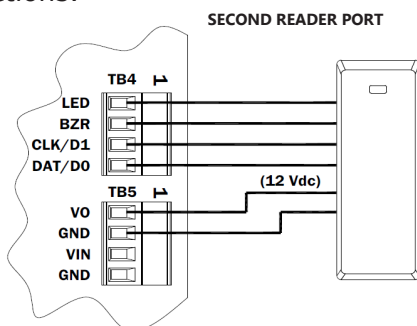 SECOND READER PORT
TB4 1
LED
BZR
CLK/D1
DAT/D0
TB5 1
(12 Vdc)
VO
GND
VIN
GND